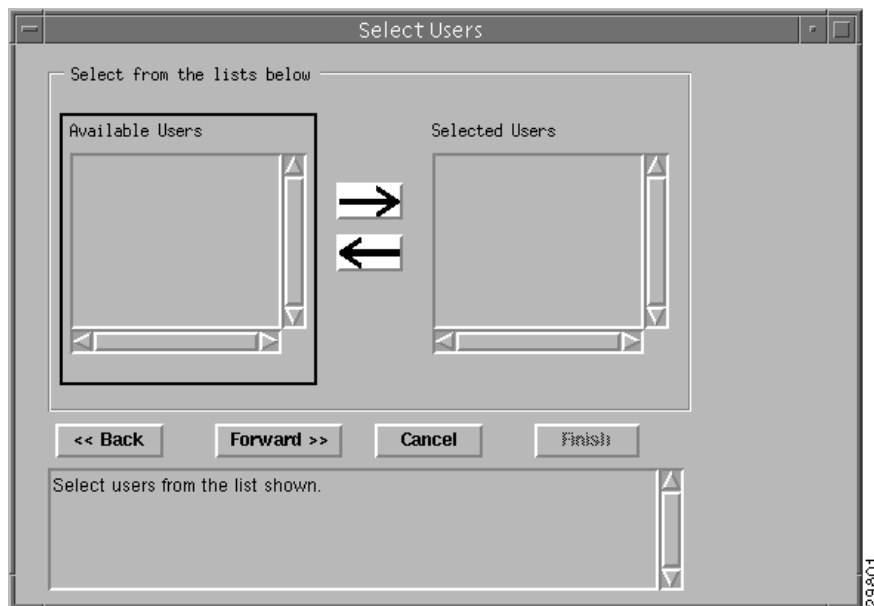 Select Users
Select from the lists below
Available Users
Selected Users
<< Back
Forward >>
Cancel
Finish
Select users from the list shown.